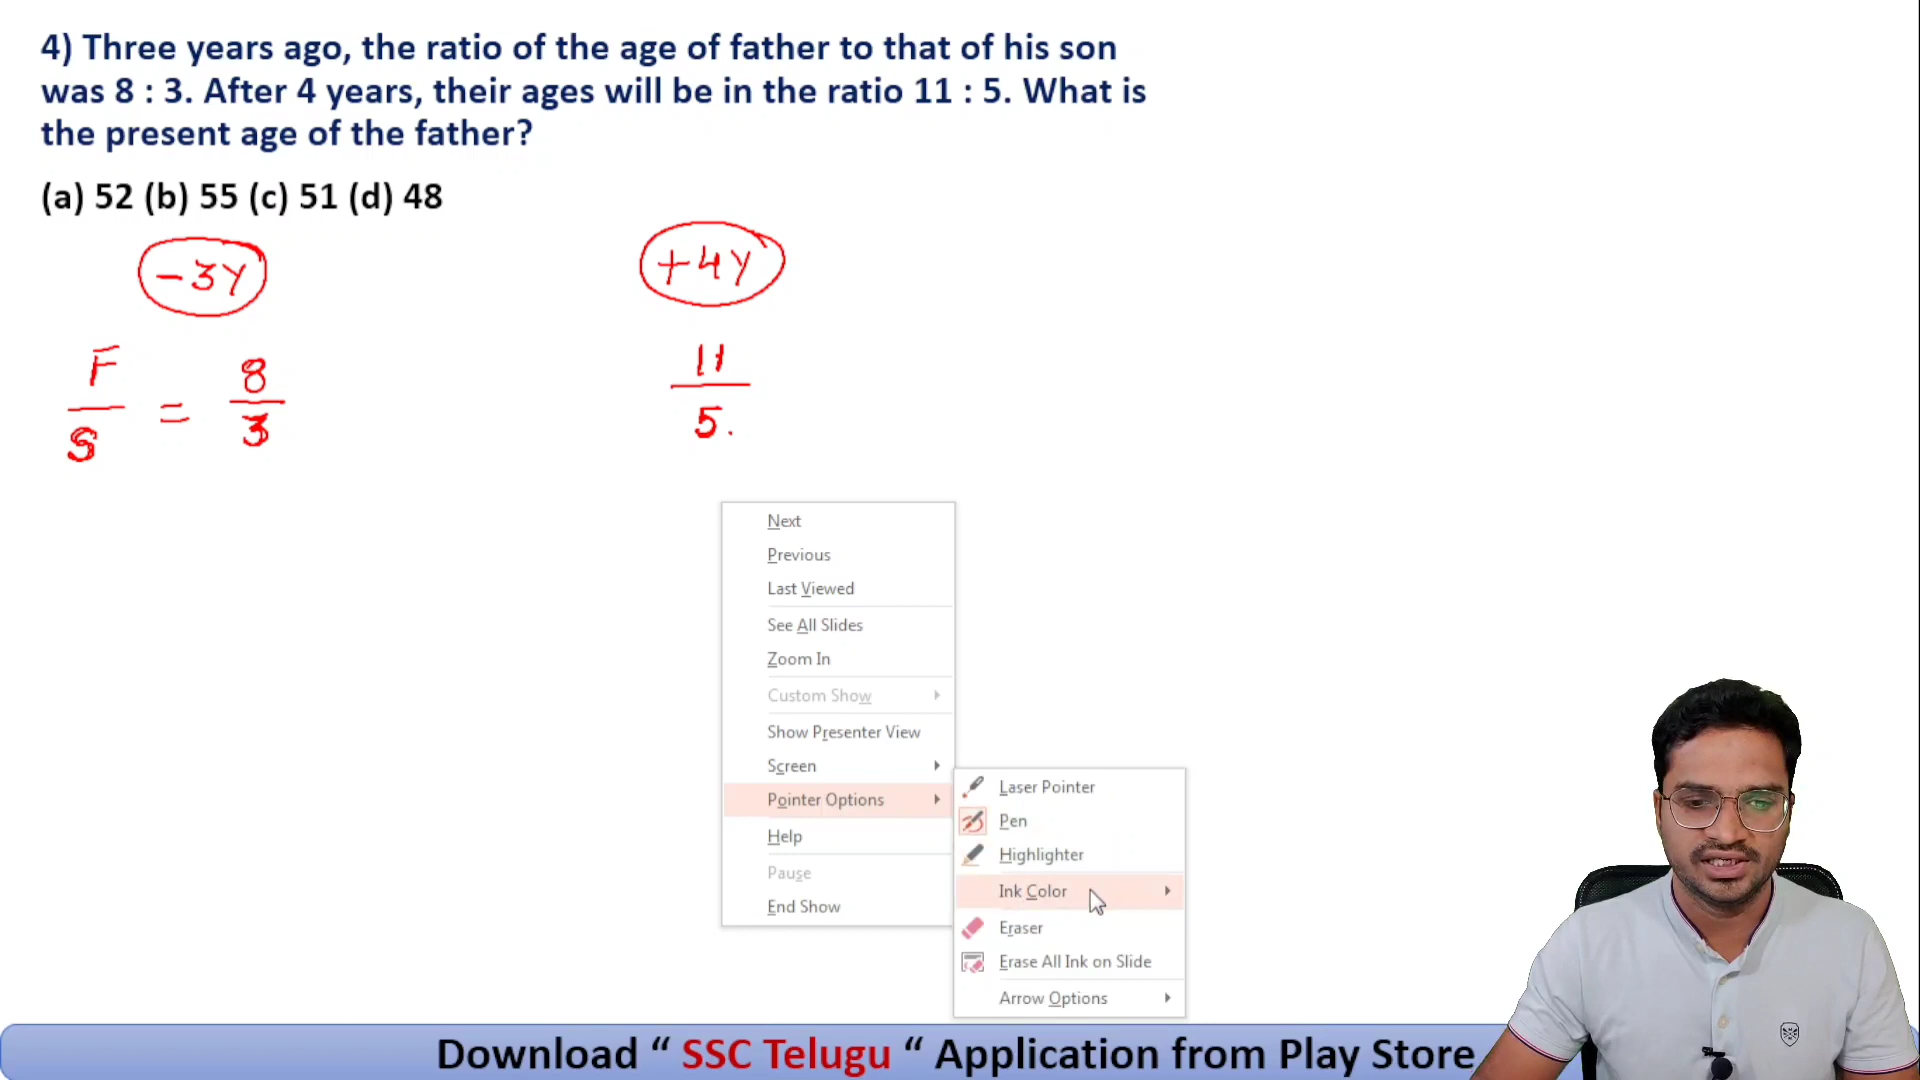 4) Three years ago, the ratio of the age of father to that of his son
was 8 : 3. After 4 years, their ages will be in the ratio 11 : 5. What is
the present age of the father?
(a) 52 (b) 55 (c) 51 (d) 48
-3Y
+4Y
F/S = 8/3
11/5.
Next
Previous
Last Viewed
See All Slides
Zoom In
Custom Show
Show Presenter View
Screen
Pointer Options
Help
Pause
End Show
Laser Pointer
Pen
Highlighter
Ink Color
Eraser
Erase All Ink on Slide
Arrow Options
Download “ SSC Telugu “ Application from Play Store